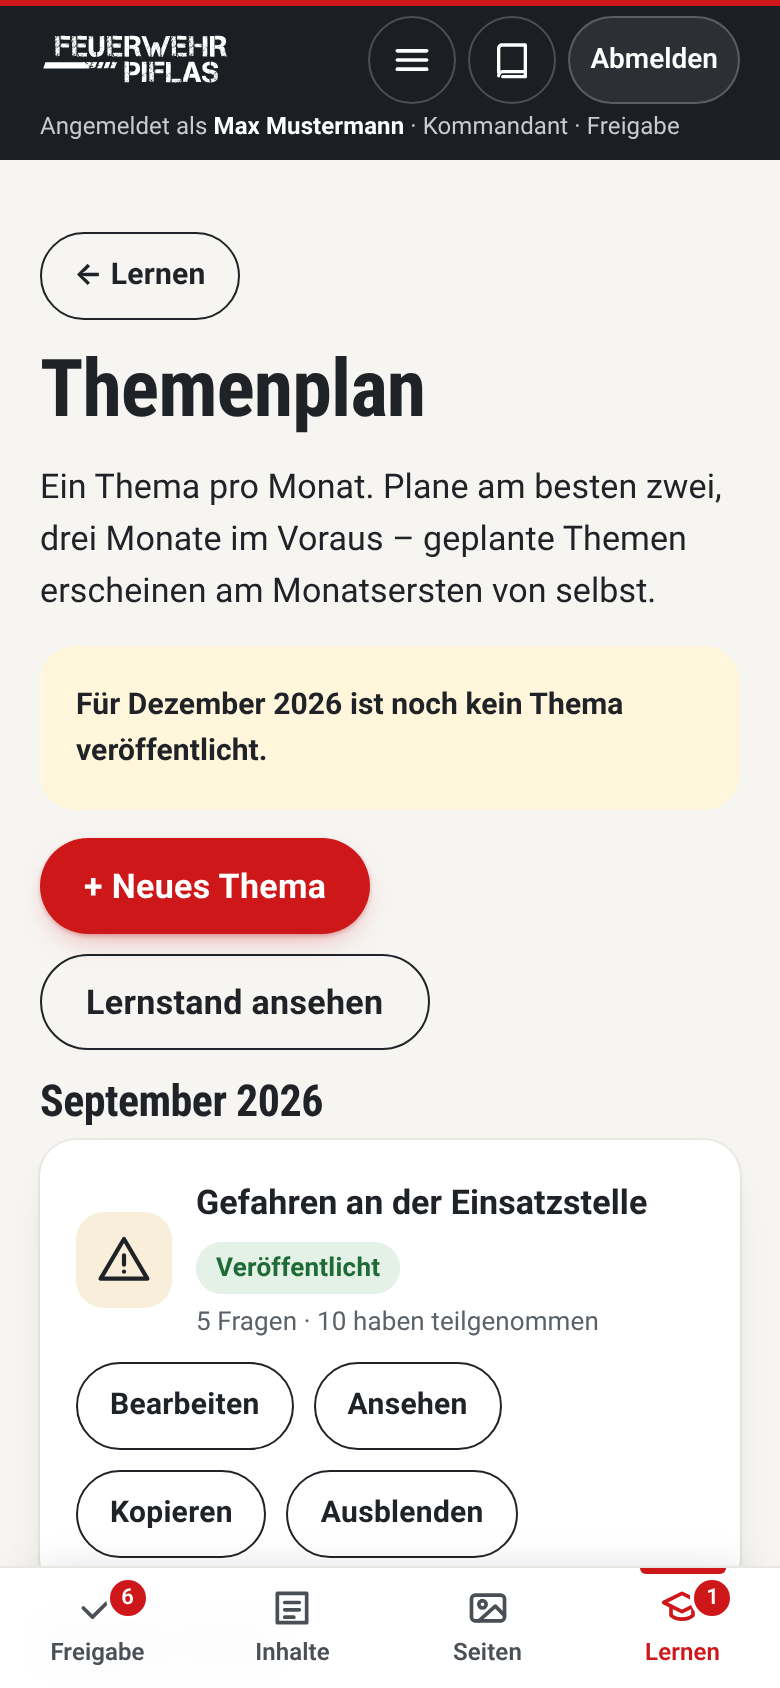 FEUERWEHR
PIFLAS
Abmelden
Angemeldet als Max Mustermann · Kommandant · Freigabe
← Lernen
Themenplan
Ein Thema pro Monat. Plane am besten zwei,
drei Monate im Voraus – geplante Themen
erscheinen am Monatsersten von selbst.
Für Dezember 2026 ist noch kein Thema
veröffentlicht.
+ Neues Thema
Lernstand ansehen
September 2026
Gefahren an der Einsatzstelle
Veröffentlicht
5 Fragen · 10 haben teilgenommen
Bearbeiten
Ansehen
Kopieren
Ausblenden
6
Freigabe
Inhalte
Seiten
1
Lernen